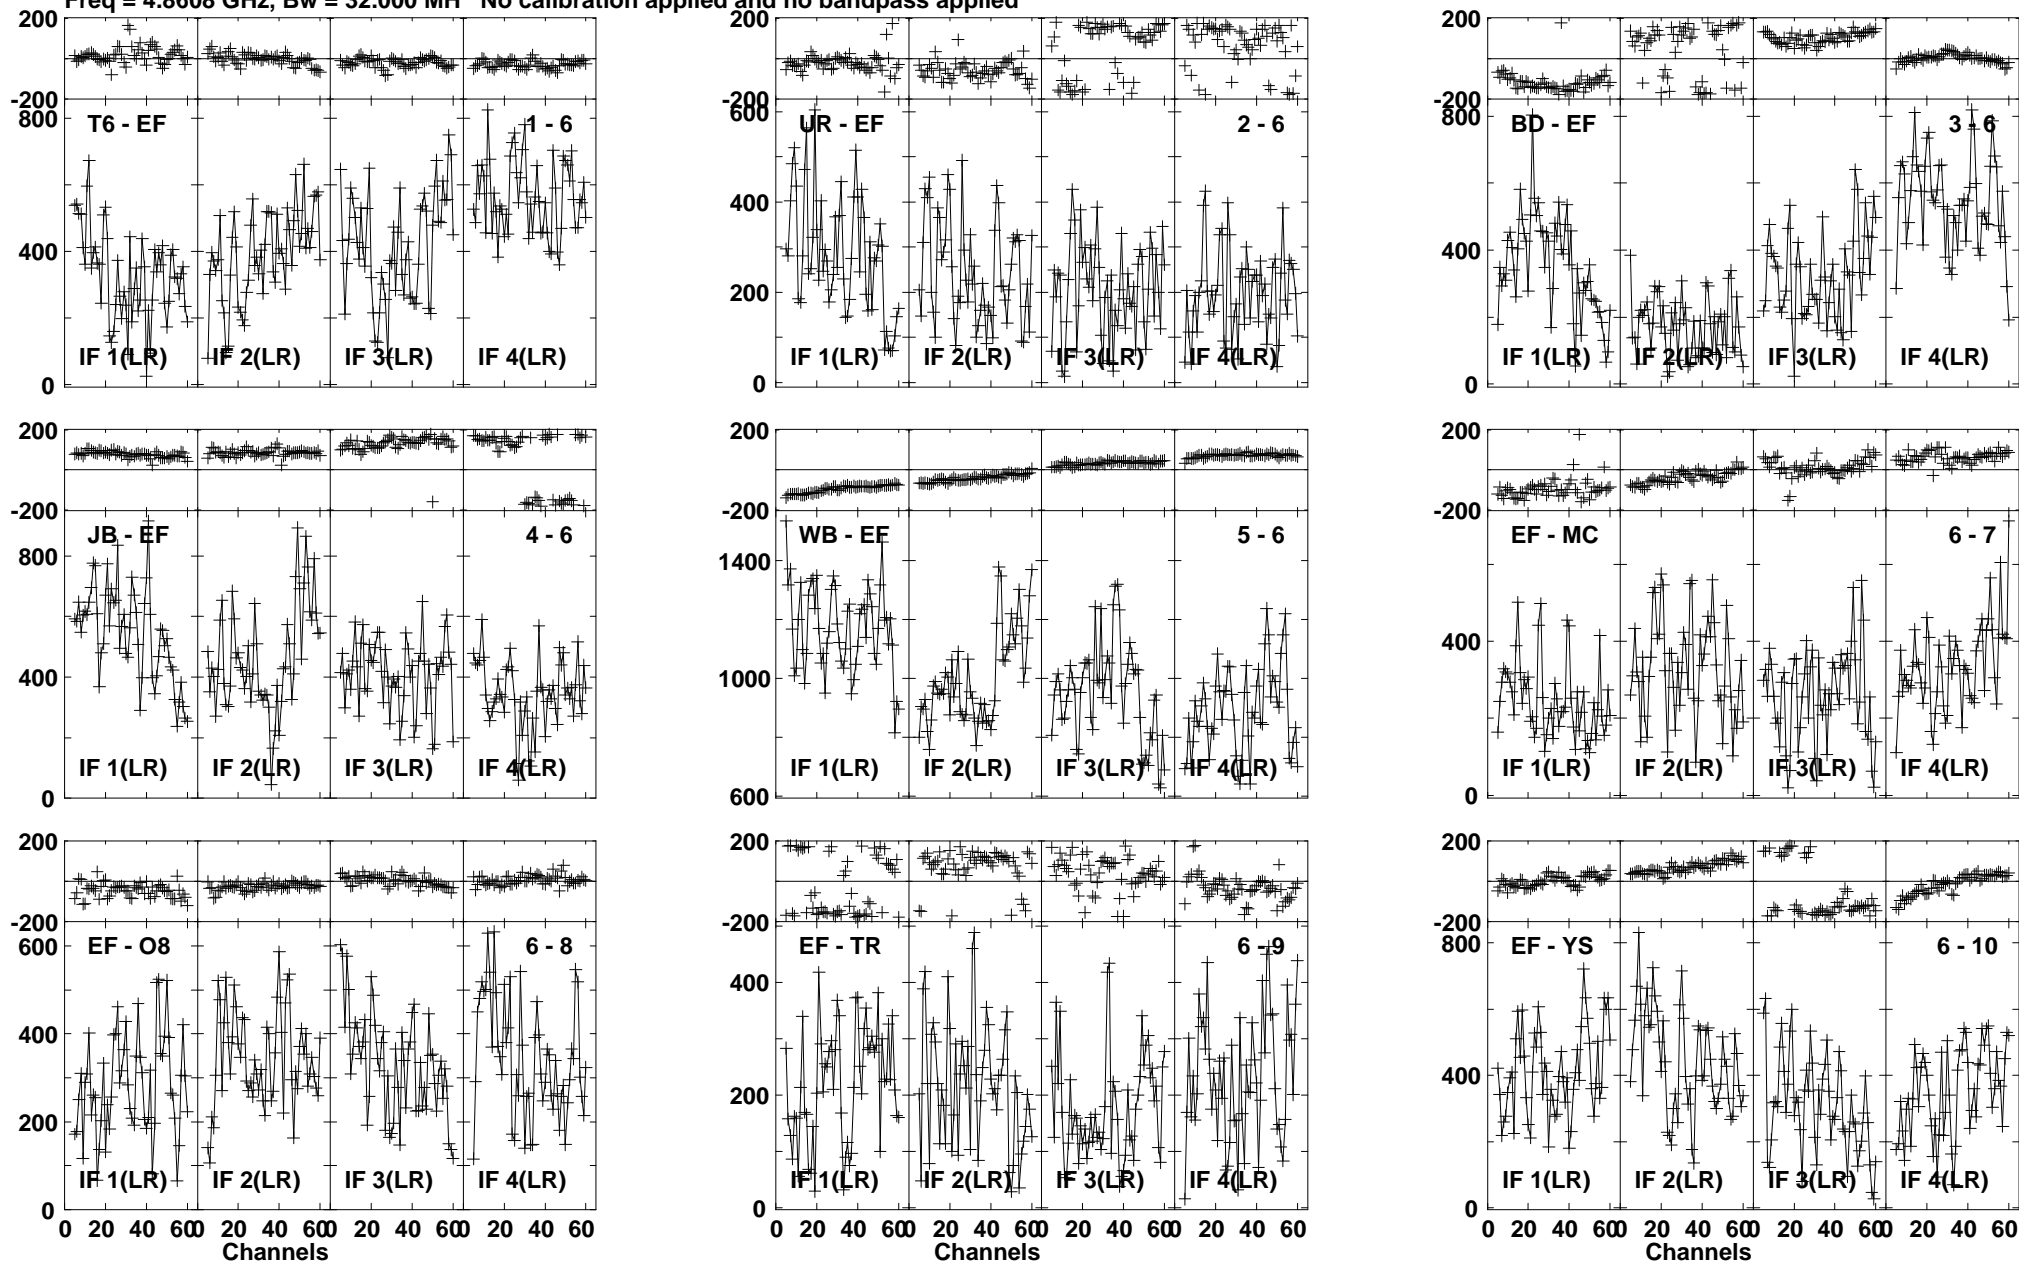 Freq = 4.8608 GHz, Bw = 32.000 MH No calibration applied and no bandpass applied
200
-200
800
400
0
T6 - EF
1 - 6
IF 1(LR)
IF 2(LR)
IF 3(LR)
IF 4(LR)
200
-200
600
400
200
0
UR - EF
2 - 6
IF 1(LR)
IF 2(LR)
IF 3(LR)
IF 4(LR)
200
-200
800
400
0
BD - EF
3 - 6
IF 1(LR)
IF 2(LR)
IF 3(LR)
IF 4(LR)
200
-200
800
400
0
JB - EF
4 - 6
IF 1(LR)
IF 2(LR)
IF 3(LR)
IF 4(LR)
200
-200
1400
1000
600
WB - EF
5 - 6
IF 1(LR)
IF 2(LR)
IF 3(LR)
IF 4(LR)
200
-200
400
0
EF - MC
6 - 7
IF 1(LR)
IF 2(LR)
IF 3(LR)
IF 4(LR)
200
-200
600
400
200
0
EF - O8
6 - 8
IF 1(LR)
IF 2(LR)
IF 3(LR)
IF 4(LR)
0 20 40 60 0 20 40 60 0 20 40 60 0 20 40 60
Channels
200
-200
400
200
0
EF - TR
6 - 9
IF 1(LR)
IF 2(LR)
IF 3(LR)
IF 4(LR)
0 20 40 60 0 20 40 60 0 20 40 60 0 20 40 60
Channels
200
-200
800
400
0
EF - YS
6 - 10
IF 1(LR)
IF 2(LR)
IF 3(LR)
IF 4(LR)
0 20 40 60 0 20 40 60 0 20 40 60 0 20 40 60
Channels